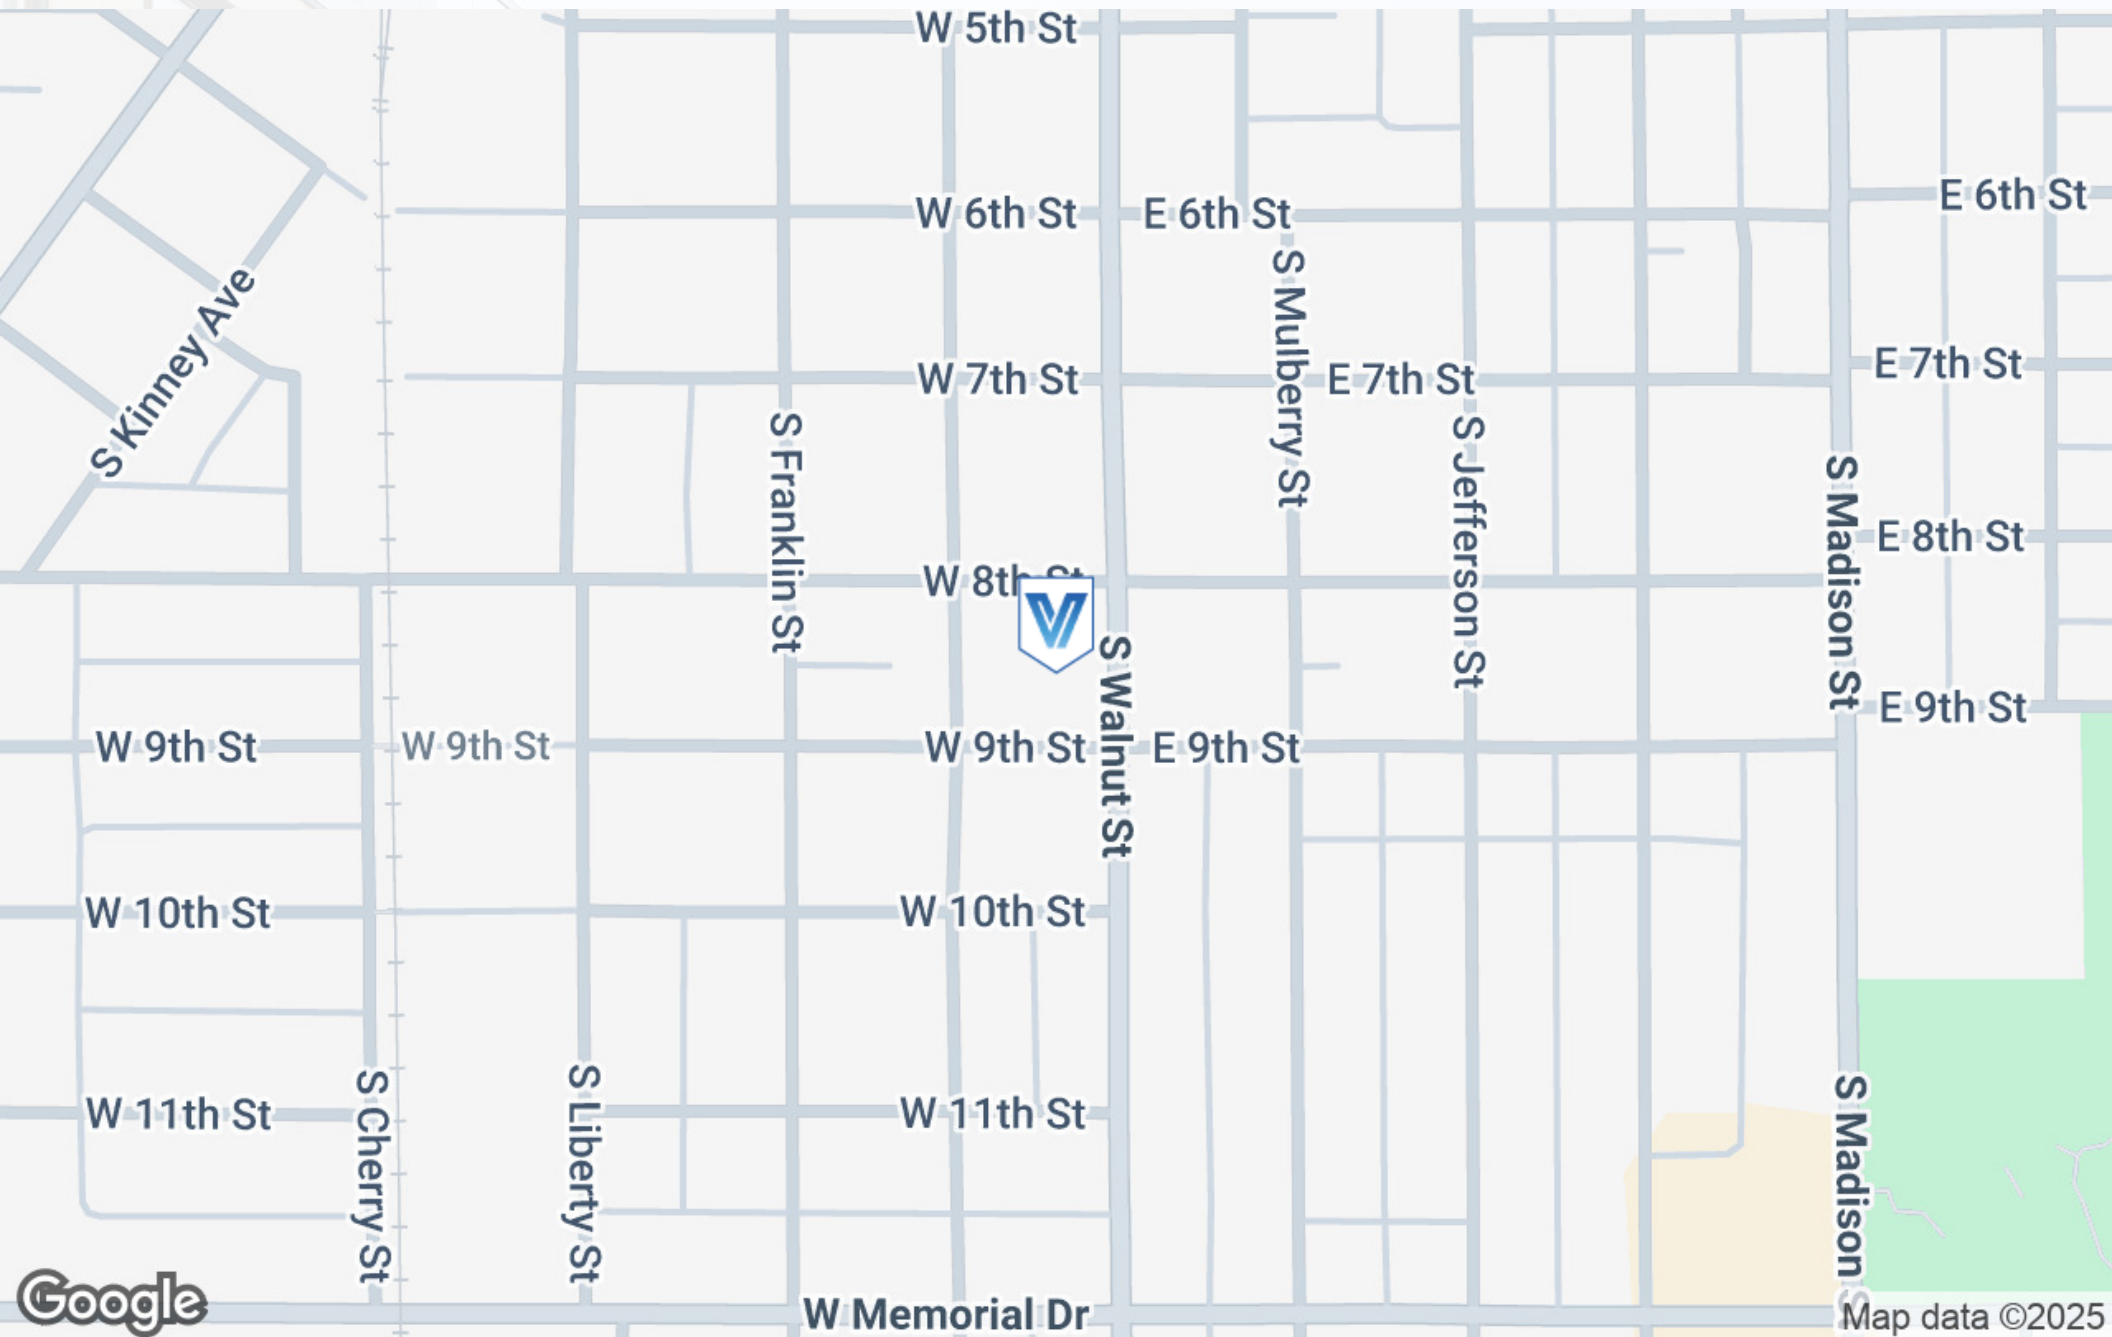 W 5th St
W 6th St
E 6th St
E 6th St
S Kinney Ave
S Mulberry St
W 7th St
E 7th St
E 7th St
S Franklin St
S Jefferson St
S Madison St
E 8th St
W 8th St
S Walnut St
E 9th St
W 9th St
W 9th St
W 9th St
E 9th St
W 10th St
W 10th St
W 11th St
W 11th St
S Cherry St
S Liberty St
S Madison S
W Memorial Dr
Google
Map data ©2025